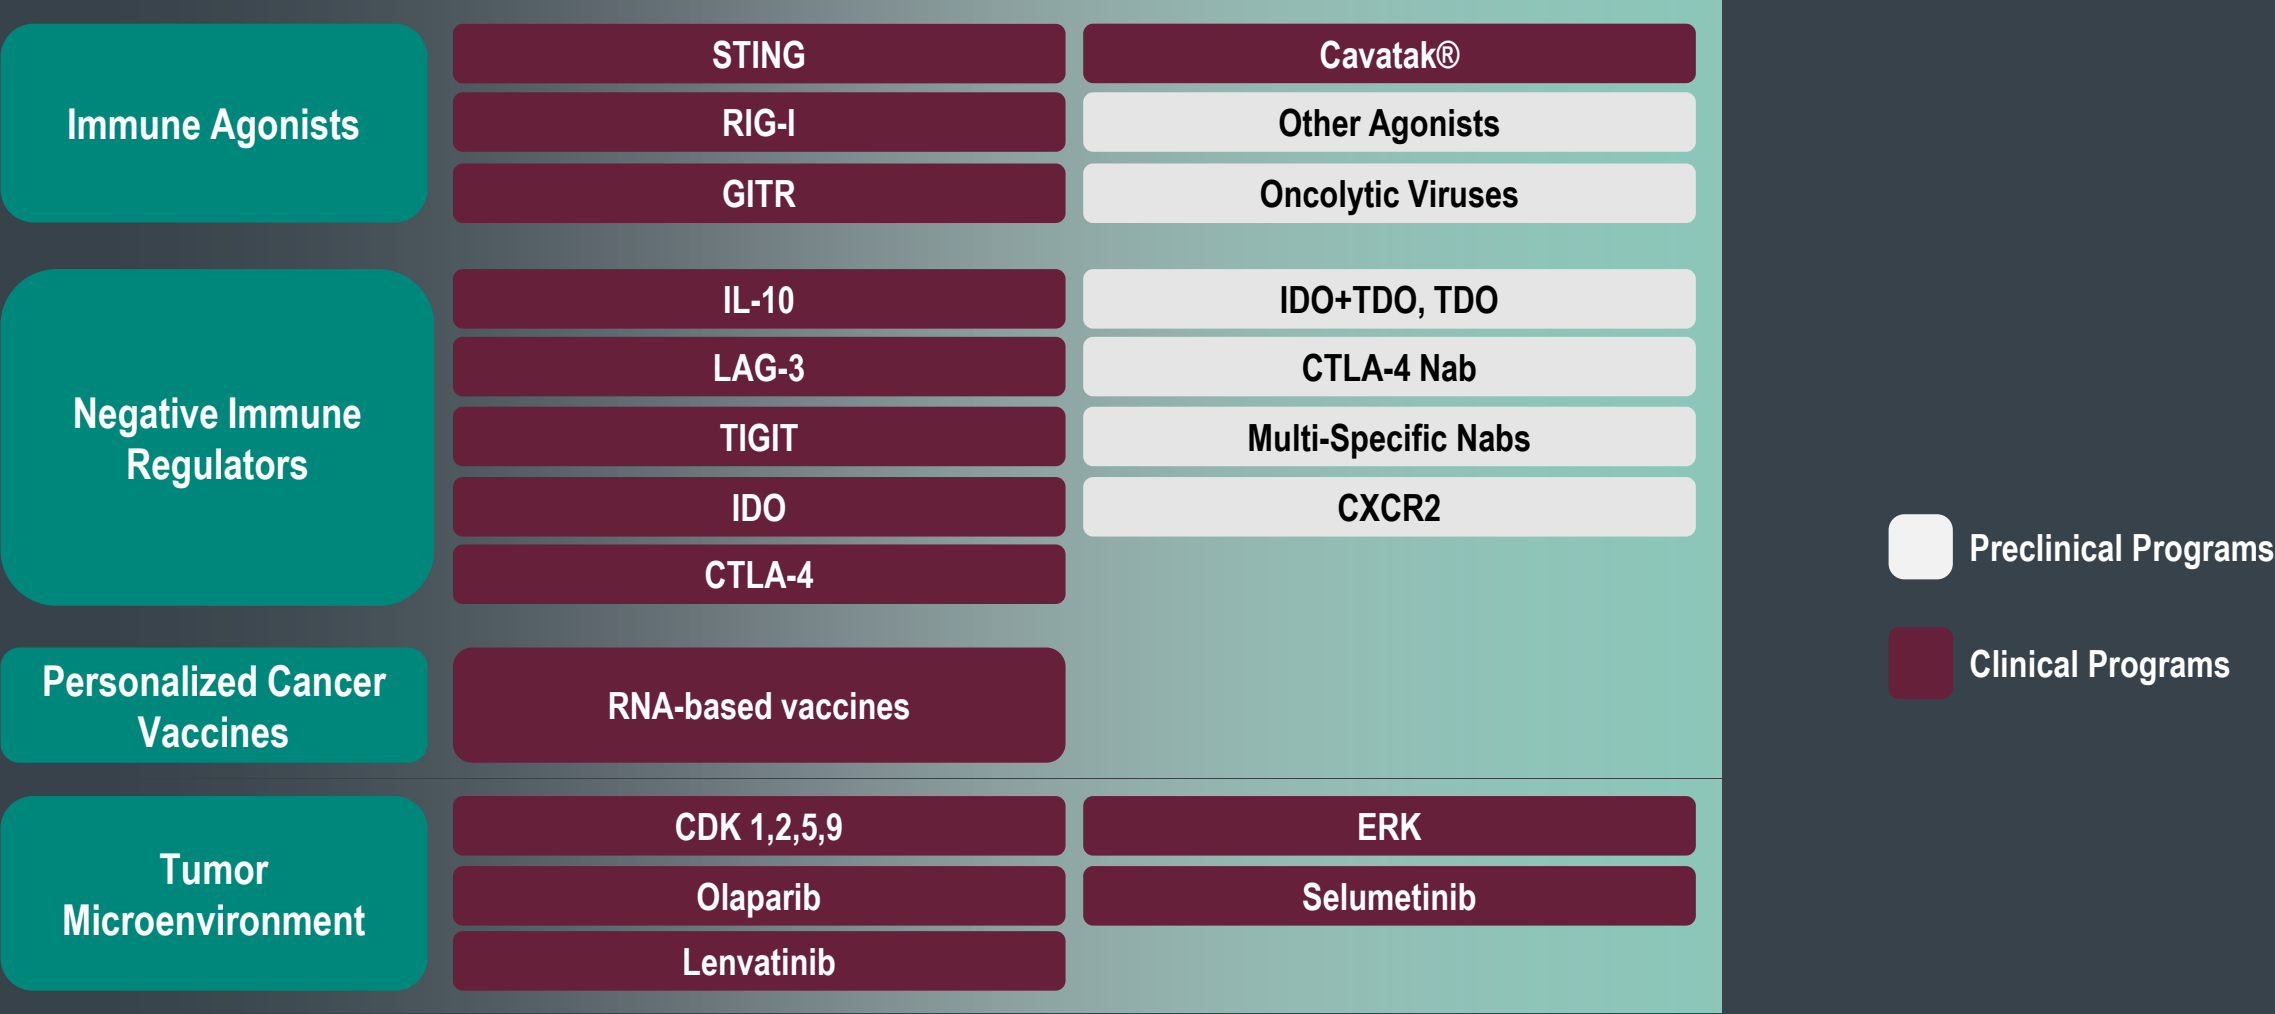 Immune Agonists
STING
Cavatak®
RIG-I
Other Agonists
GITR
Oncolytic Viruses
Negative Immune
Regulators
IL-10
IDO+TDO, TDO
LAG-3
CTLA-4 Nab
TIGIT
Multi-Specific Nabs
IDO
CXCR2
CTLA-4
Personalized Cancer
Vaccines
RNA-based vaccines
Tumor
Microenvironment
CDK 1,2,5,9
ERK
Olaparib
Selumetinib
Lenvatinib
Preclinical Programs
Clinical Programs